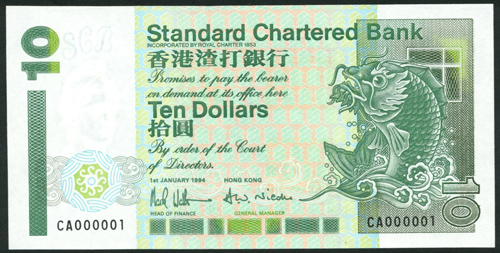 10
SCB
Standard Chartered Bank
INCORPORATED BY ROYAL CHARTER 1853
香港渣打銀行
Promises to pay the bearer
on demand at its office here
Ten Dollars
拾圓
By order of the Court
of Directors.
1ST JANUARY 1994 HONG KONG
HEAD OF FINANCE GENERAL MANAGER
CA000001
CA000001
10